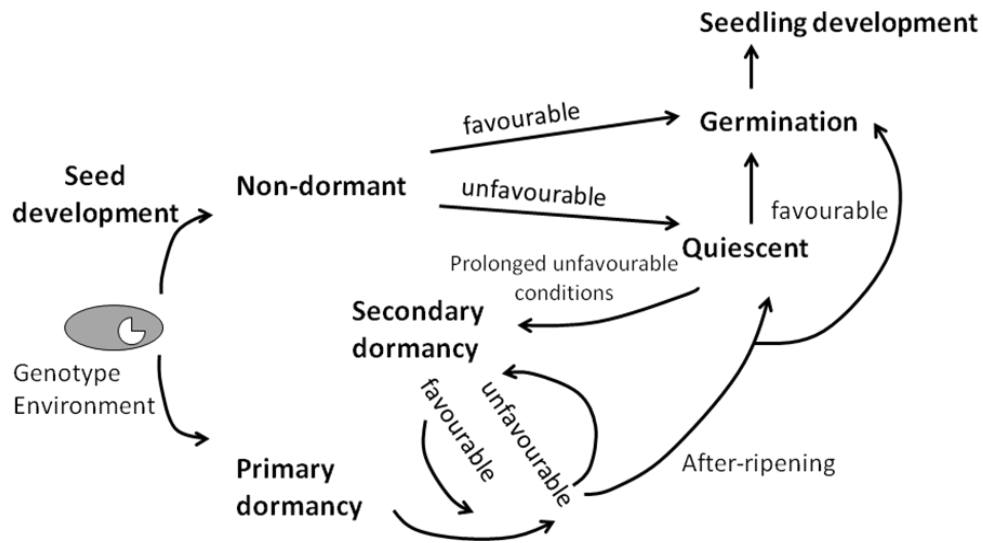 Seedling development
favourable
Germination
Seed
development
Non-dormant
unfavourable
favourable
Quiescent
Prolonged unfavourable
conditions
Secondary
dormancy
Genotype
Environment
favourable
unfavourable
After-ripening
Primary
dormancy